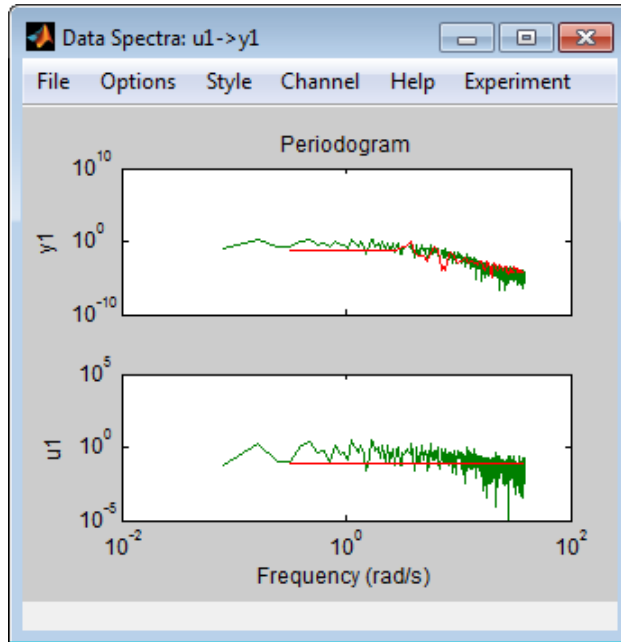 Data Spectra: u1->y1
File Options Style Channel Help Experiment
Periodogram
10^10
10^0
10^-10
y1
10^5
10^0
10^-5
u1
10^-2 10^0 10^2
Frequency (rad/s)